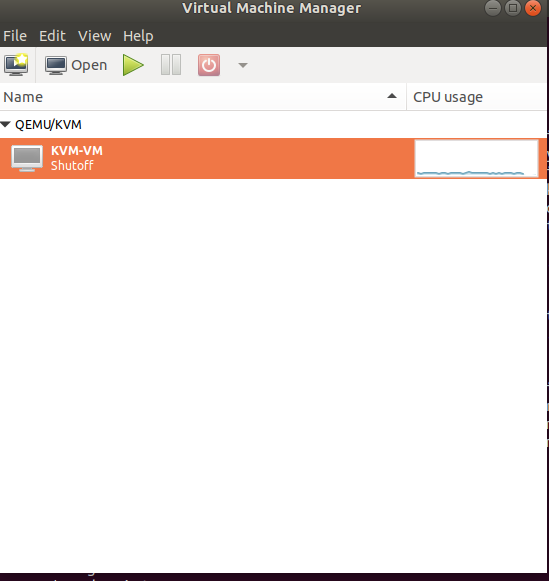 Virtual Machine Manager
File Edit View Help
Open
Name CPU usage
QEMU/KVM
KVM-VM
Shutoff